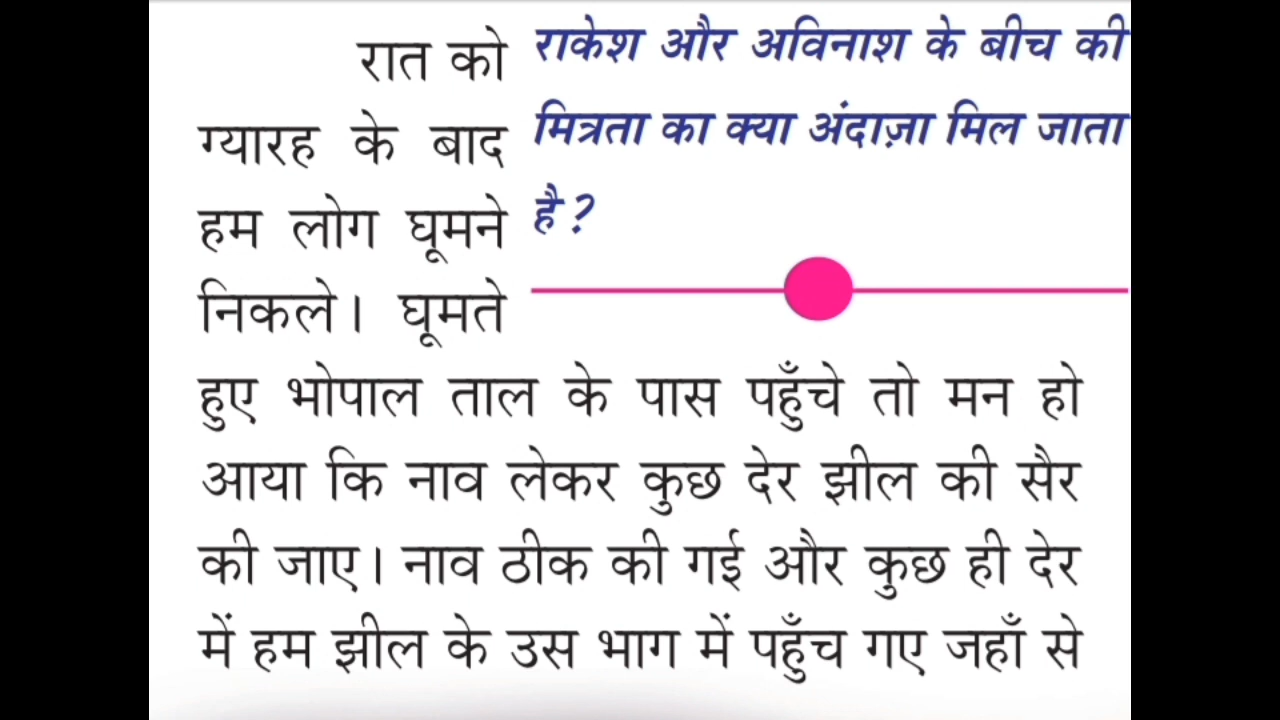 राकेश और अविनाश के बीच की
मित्रता का क्या अंदाज़ा मिल जाता
है?
रात को
ग्यारह के बाद
हम लोग घूमने
निकले। घूमते
हुए भोपाल ताल के पास पहुँचे तो मन हो
आया कि नाव लेकर कुछ देर झील की सैर
की जाए। नाव ठीक की गई और कुछ ही देर
में हम झील के उस भाग में पहुँच गए जहाँ से